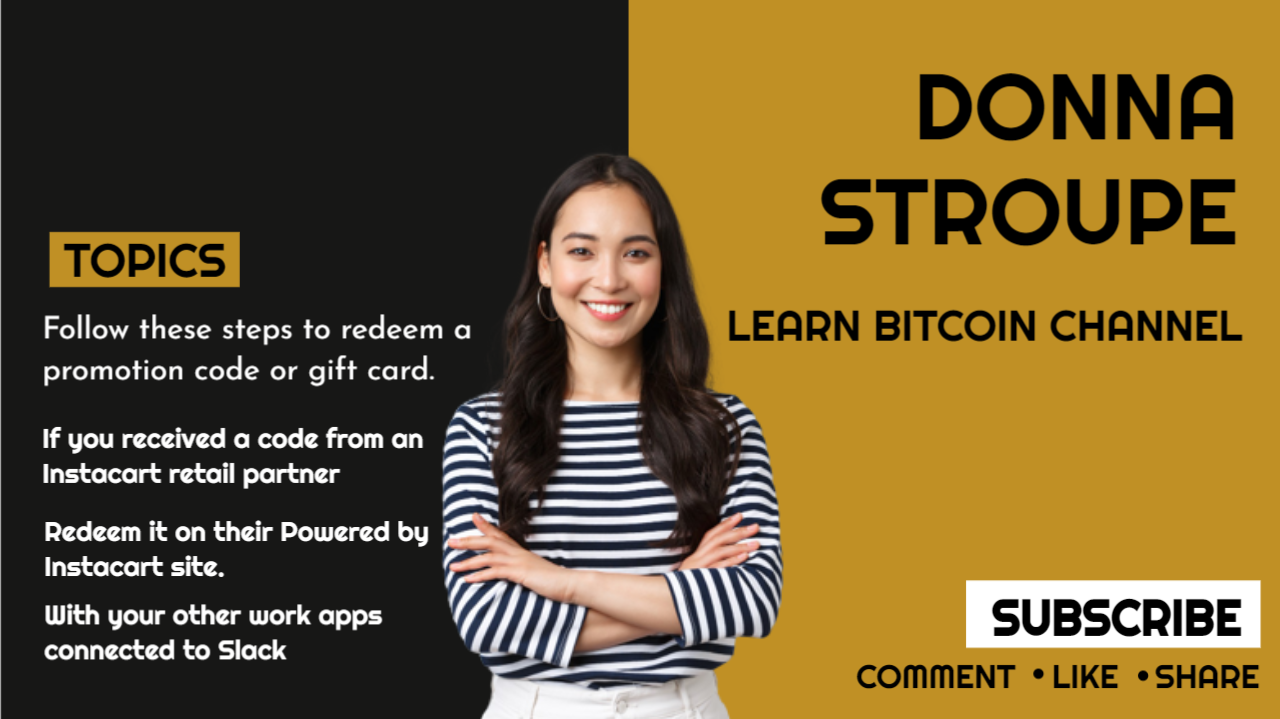 DONNA
STROUPE
LEARN BITCOIN CHANNEL
TOPICS
Follow these steps to redeem a
promotion code or gift card.
If you received a code from an
Instacart retail partner
Redeem it on their Powered by
Instacart site.
With your other work apps
connected to Slack
SUBSCRIBE
COMMENT • LIKE • SHARE